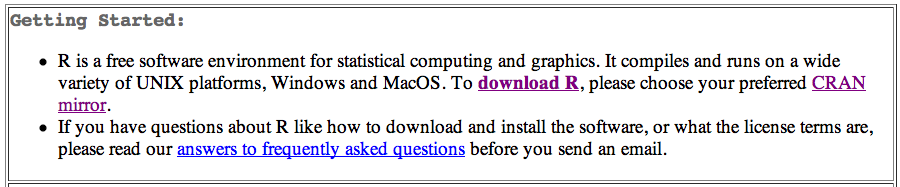 Getting Started:
• R is a free software environment for statistical computing and graphics. It compiles and runs on a wide
variety of UNIX platforms, Windows and MacOS. To download R, please choose your preferred CRAN
mirror.
• If you have questions about R like how to download and install the software, or what the license terms are,
please read our answers to frequently asked questions before you send an email.